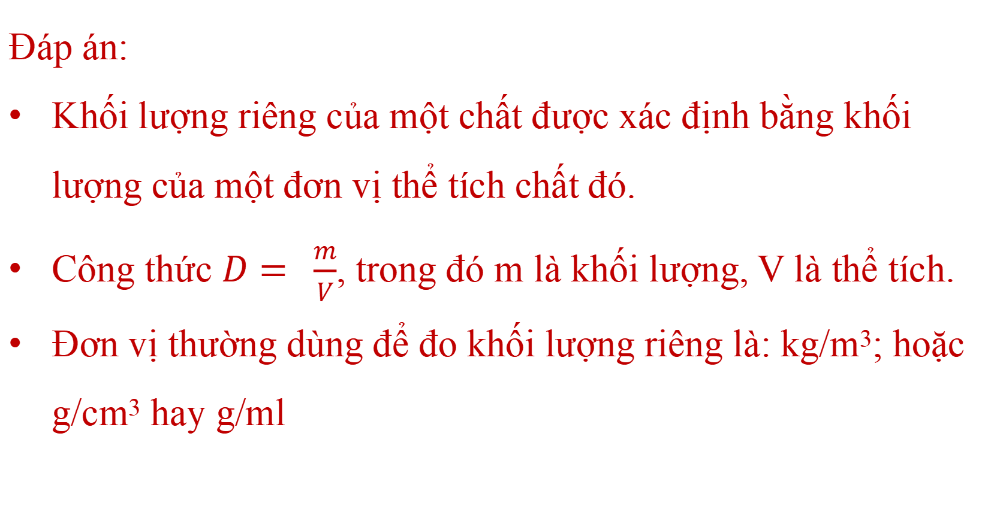 Đáp án:
• Khối lượng riêng của một chất được xác định bằng khối
lượng của một đơn vị thể tích chất đó.
• Công thức D = m/V, trong đó m là khối lượng, V là thể tích.
• Đơn vị thường dùng để đo khối lượng riêng là: kg/m³; hoặc
g/cm³ hay g/ml